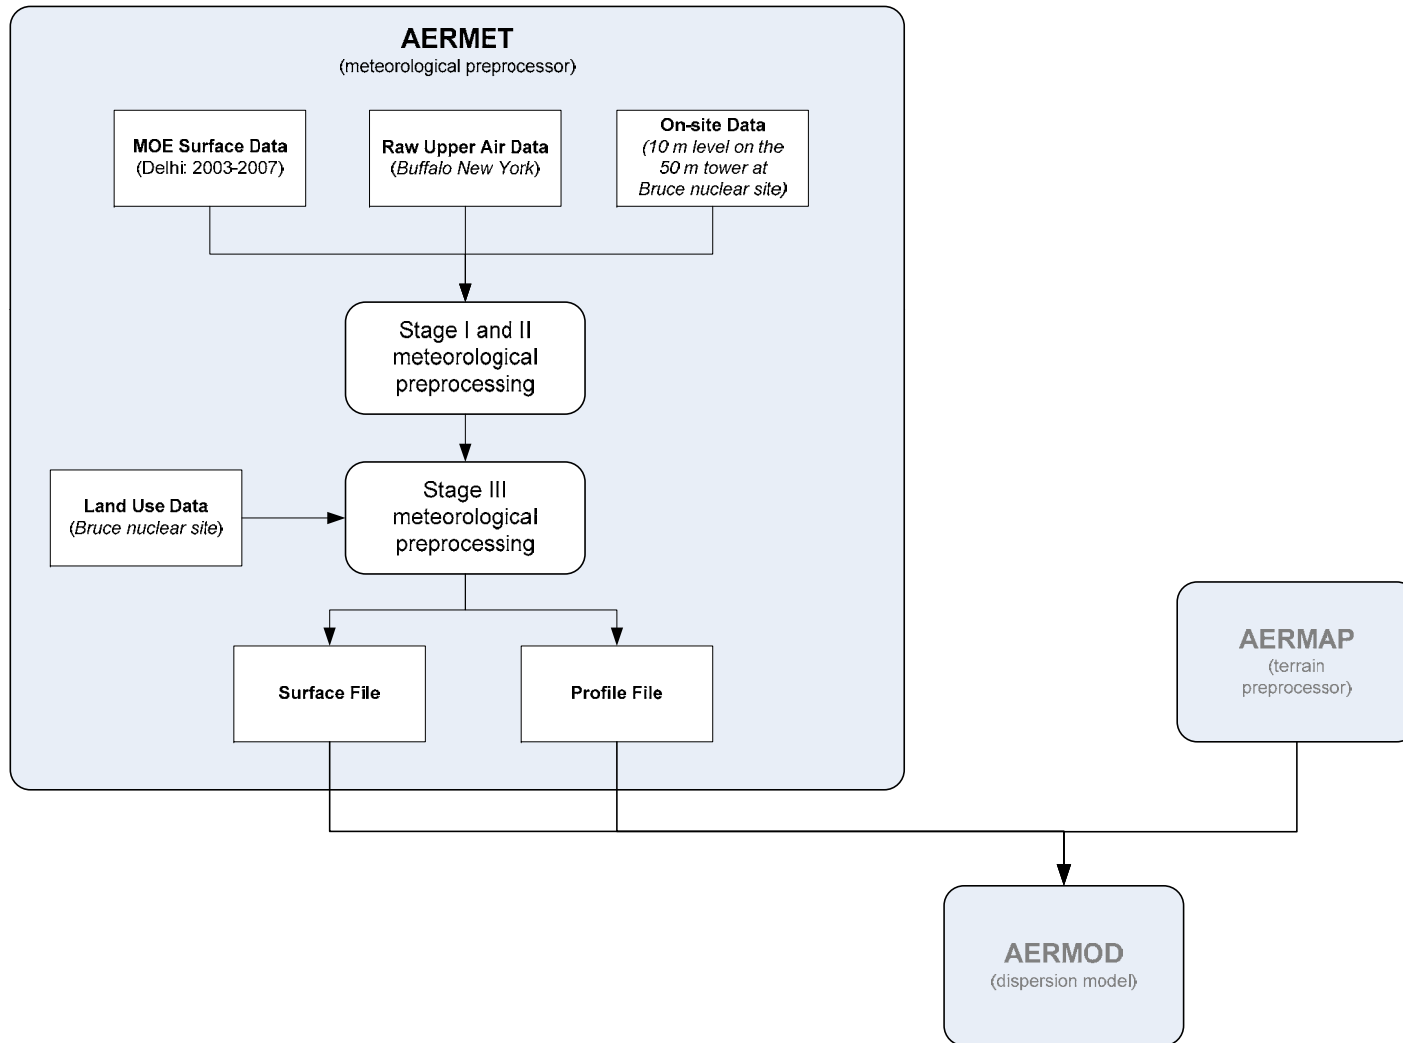 AERMET
(meteorological preprocessor)
MOE Surface Data
(Delhi: 2003-2007)
Raw Upper Air Data
(Buffalo New York)
On-site Data
(10 m level on the
50 m tower at
Bruce nuclear site)
Stage I and II
meteorological
preprocessing
Land Use Data
(Bruce nuclear site)
Stage III
meteorological
preprocessing
Surface File
Profile File
AERMAP
(terrain
preprocessor)
AERMOD
(dispersion model)